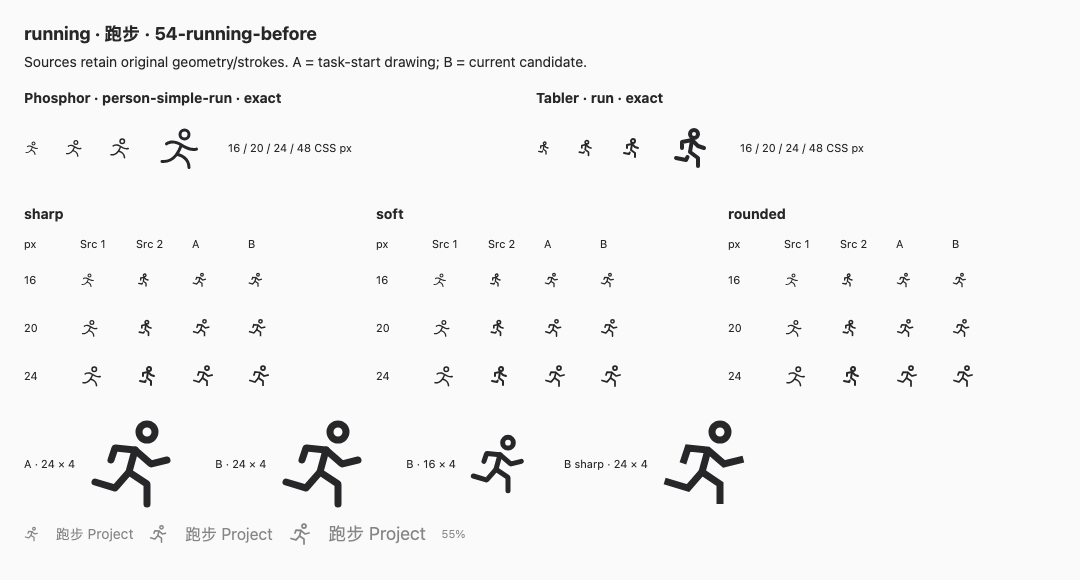 running · 跑步 · 54-running-before
Sources retain original geometry/strokes. A = task-start drawing; B = current candidate.
Phosphor · person-simple-run · exact
Tabler · run · exact
16 / 20 / 24 / 48 CSS px
16 / 20 / 24 / 48 CSS px
sharp
soft
rounded
px Src 1 Src 2 A B
px Src 1 Src 2 A B
px Src 1 Src 2 A B
16
16
16
20
20
20
24
24
24
A · 24 × 4
B · 24 × 4
B · 16 × 4
B sharp · 24 × 4
跑步 Project
跑步 Project
跑步 Project
55%